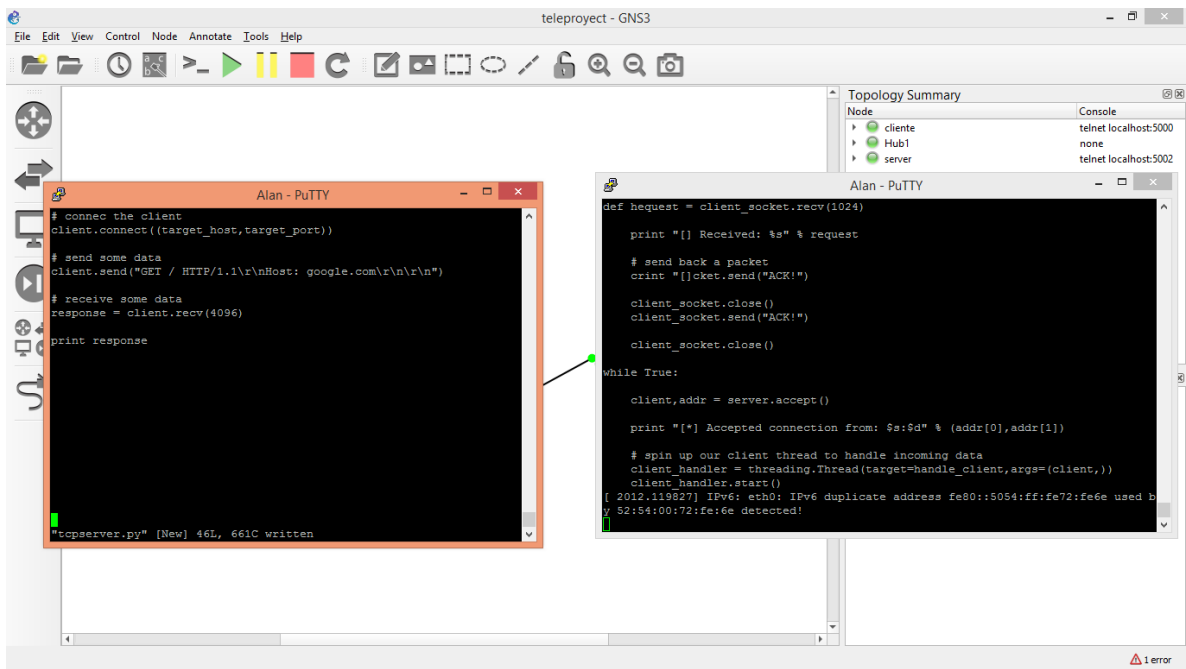 teleproyect - GNS3
File Edit View Control Node Annotate Tools Help
Topology Summary
Node Console
cliente telnet localhost:5000
Hub1 none
server telnet localhost:5002
Alan - PuTTY
# connec the client
client.connect((target_host,target_port))
# send some data
client.send("GET / HTTP/1.1\r\nHost: google.com\r\n\r\n")
# receive some data
response = client.recv(4096)
print response
"tcpserver.py" [New] 46L, 661C written
Alan - PuTTY
def hequest = client_socket.recv(1024)
print "[] Received: %s" % request
# send back a packet
crint "[]cket.send("ACK!")
client_socket.close()
client_socket.send("ACK!")
client_socket.close()
while True:
client,addr = server.accept()
print "[*] Accepted connection from: $s:$d" % (addr[0],addr[1])
# spin up our client thread to handle incoming data
client_handler = threading.Thread(target=handle_client,args=(client,))
client_handler.start()
[ 2012.119827] IPv6: eth0: IPv6 duplicate address fe80::5054:ff:fe72:fe6e used b
y 52:54:00:72:fe:6e detected!
1 error